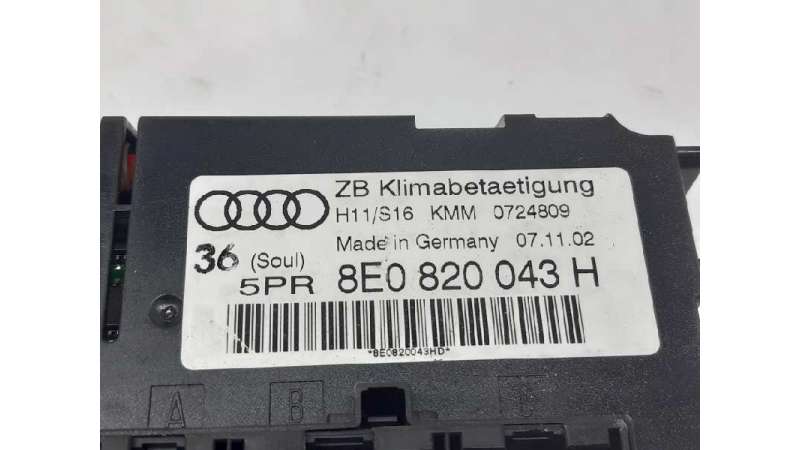 ZB Klimabetaetigung
H11/S16 KMM 0724809
Made in Germany 07.11.02
36 (Soul)
5PR 8E0 820 043 H
*8E0820043HD*
A B C